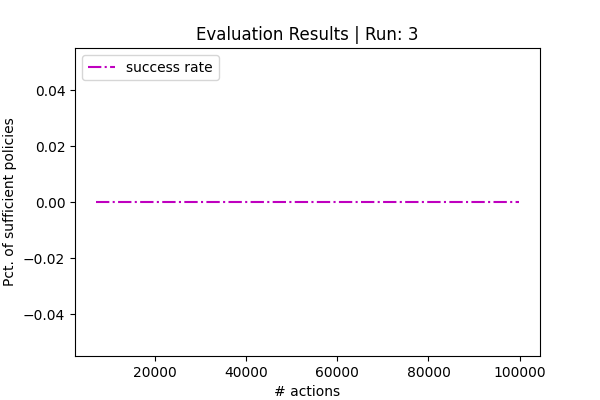 Evaluation Results | Run: 3
success rate
Pct. of sufficient policies
0.04
0.02
0.00
−0.02
−0.04
20000 40000 60000 80000 100000
# actions